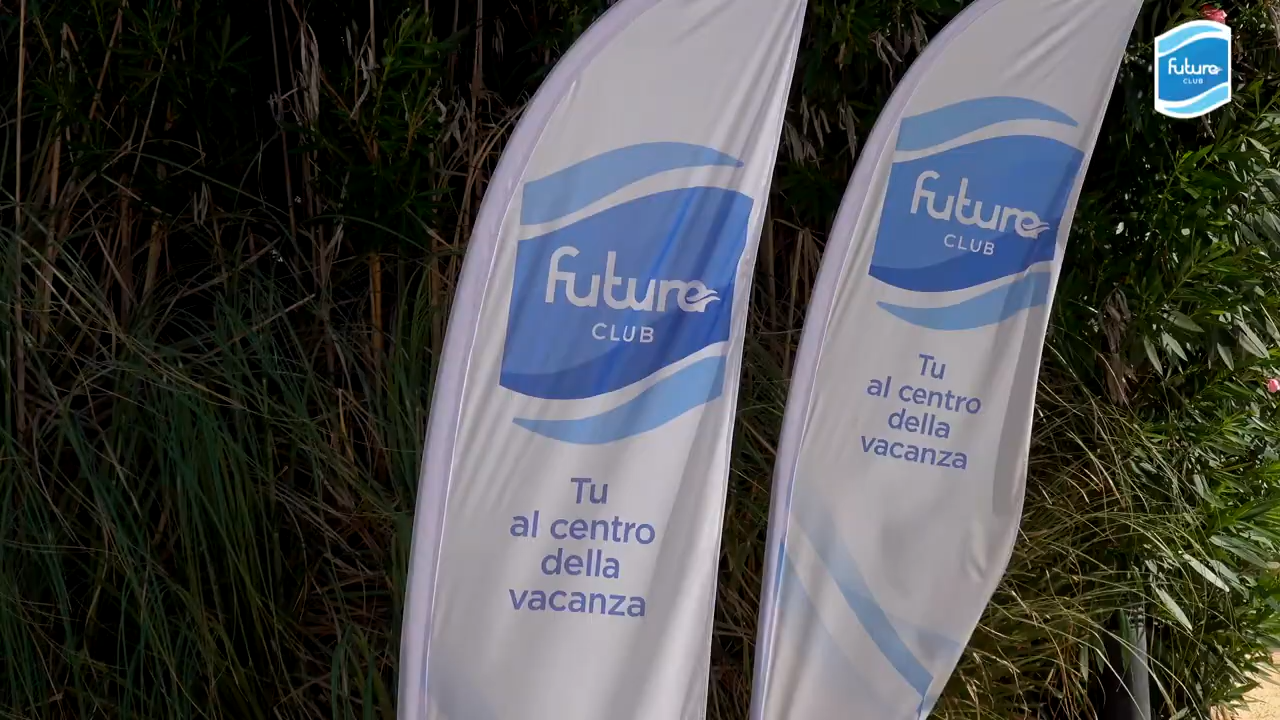 future
CLUB
Tu
al centro
della
vacanza
future
CLUB
Tu
al centro
della
vacanza
future
CLUB